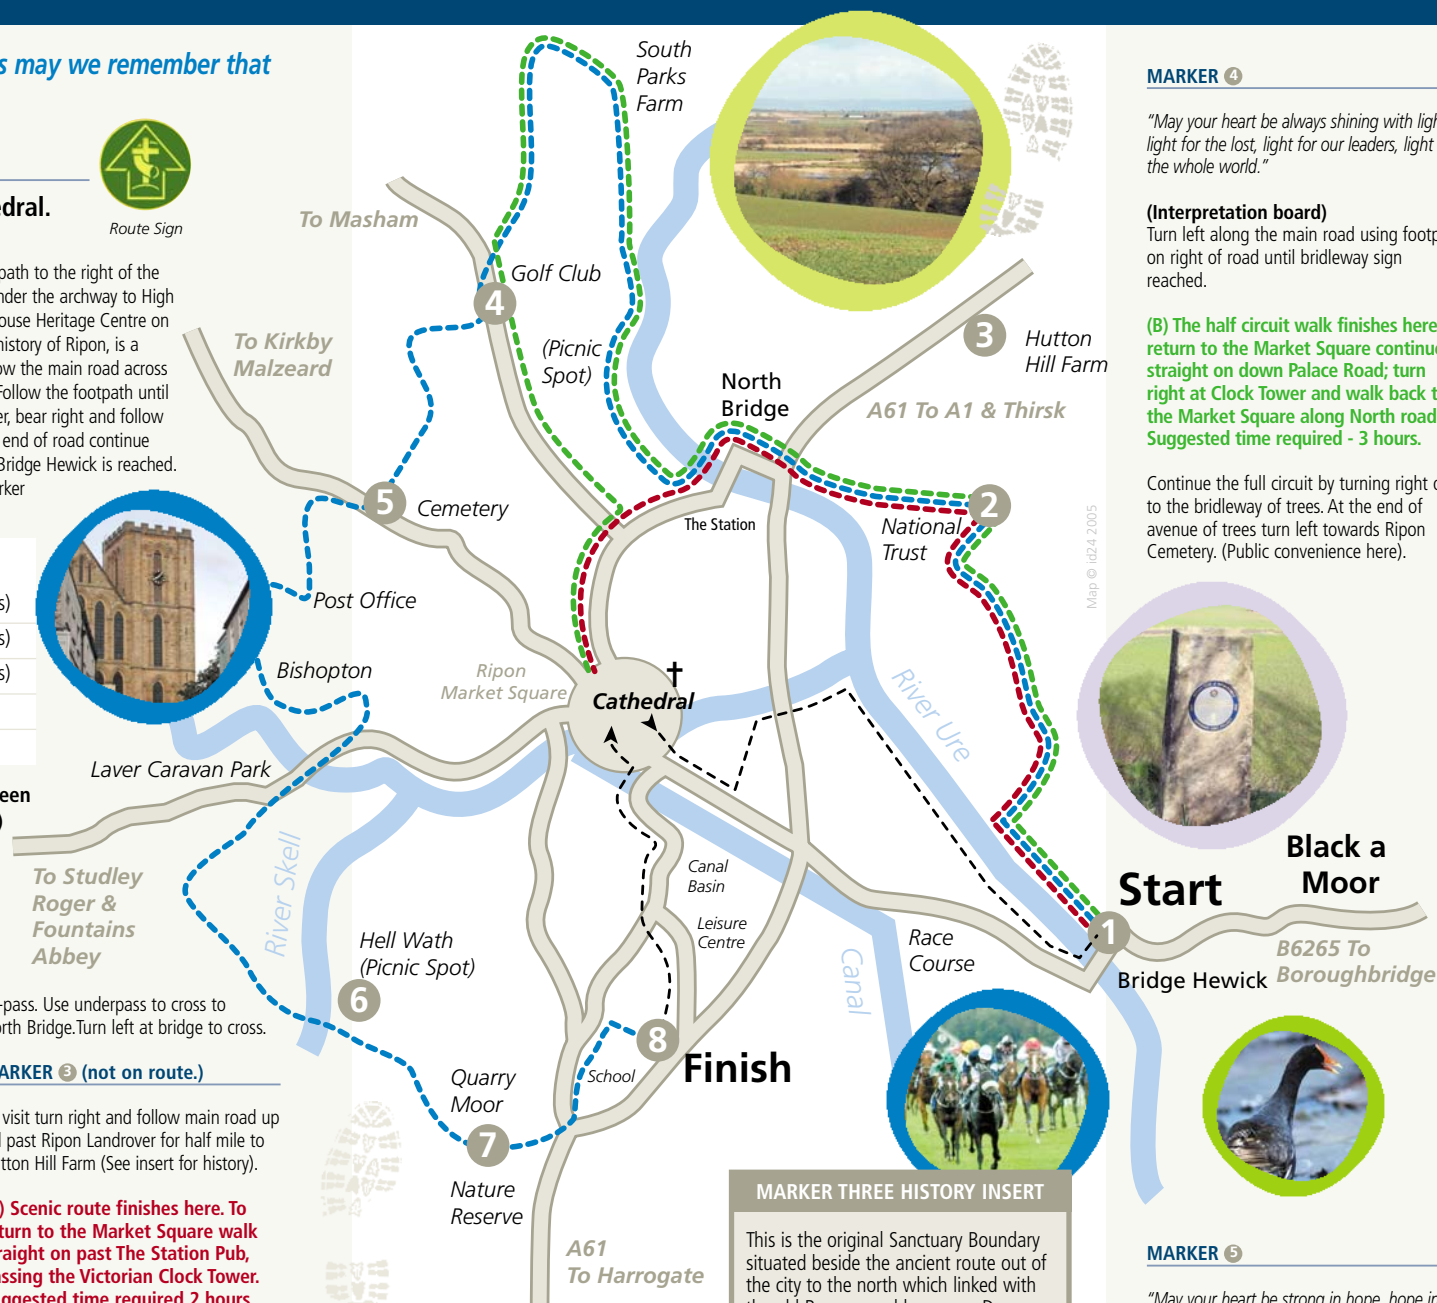 s may we remember that
Route Sign
edral.
path to the right of the
nder the archway to High
ouse Heritage Centre on
history of Ripon, is a
ow the main road across
Follow the footpath until
er, bear right and follow
end of road continue
Bridge Hewick is reached.
rker
s)
s)
s)
een
)
-pass. Use underpass to cross to
orth Bridge.Turn left at bridge to cross.
ARKER 3 (not on route.)
visit turn right and follow main road up
d past Ripon Landrover for half mile to
utton Hill Farm (See insert for history).
) Scenic route finishes here. To
turn to the Market Square walk
raight on past The Station Pub,
assing the Victorian Clock Tower.
uggested time required 2 hours
South
Parks
Farm
To Masham
Golf Club
4
To Kirkby
Malzeard
(Picnic
Spot)
3
Hutton
Hill Farm
North
Bridge
A61 To A1 & Thirsk
5
Cemetery
The Station
2
National
Trust
Map © id24 2005
Post Office
Bishopton
Ripon
Market Square
Cathedral
River Ure
Laver Caravan Park
To Studley
Roger &
Fountains
Abbey
River Skell
Canal
Basin
Leisure
Centre
Hell Wath
(Picnic Spot)
6
Canal
Race
Course
Start
1
Black a
Moor
Bridge Hewick
B6265 To
Boroughbridge
8
Finish
School
Quarry
Moor
7
Nature
Reserve
A61
To Harrogate
MARKER THREE HISTORY INSERT
This is the original Sanctuary Boundary
situated beside the ancient route out of
the city to the north which linked with
MARKER 4
“May your heart be always shining with ligh
light for the lost, light for our leaders, light
the whole world.”
(Interpretation board)
Turn left along the main road using footp
on right of road until bridleway sign
reached.
(B) The half circuit walk finishes here
return to the Market Square continue
straight on down Palace Road; turn
right at Clock Tower and walk back t
the Market Square along North road
Suggested time required - 3 hours.
Continue the full circuit by turning right o
to the bridleway of trees. At the end of
avenue of trees turn left towards Ripon
Cemetery. (Public convenience here).
MARKER 5
“May your heart be strong in hope, hope in